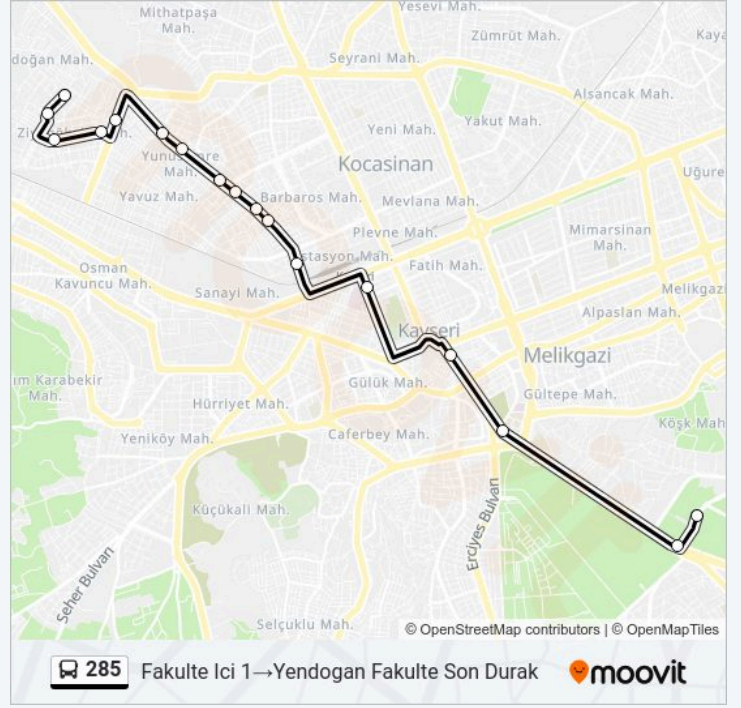 Yesevi Mah.
Mithatpaşa
Mah.
Zümrüt Mah.
Kaya
doğan Mah.
Seyrani Mah.
Alsancak Mah.
Yakut Mah.
Yeni Mah.
Kocasinan
Uğure
Yavuz Mah.
Barbaros Mah.
Mevlana Mah.
Plevne Mah.
Mimarsinan
Mah.
stasyon Mah.
Fatih Mah.
Osman
Kavuncu Mah.
Sanayi Mah.
Melikgazi
Alpaslan Mah.
Kayseri
Melikgazi
Gülük Mah.
ım Karabekir
Mah.
Gültepe Mah.
Hürriyet Mah.
Köşk Mah
Yeniköy Mah.
Caferbey Mah.
Küçükali Mah.
Erciyes Bulvarı
Seher Bulvarı
Selçuklu Mah.
© OpenStreetMap contributors | © OpenMapTiles
285 Fakulte Ici 1→Yendogan Fakulte Son Durak moovit